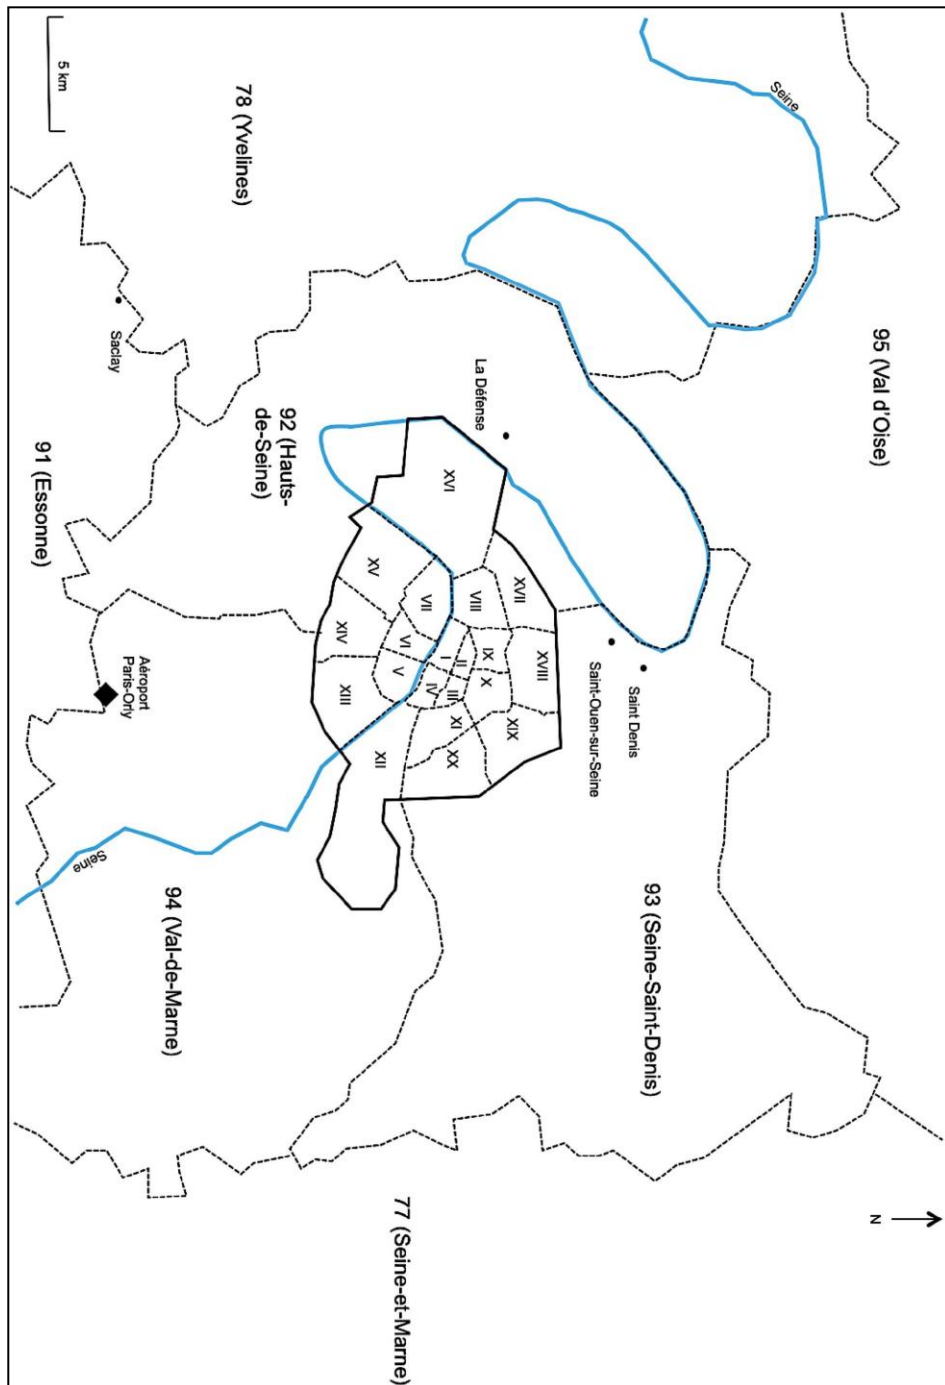 Seine
95 (Val d'Oise)
78 (Yvelines)
La Défense
Saint Denis
Saint-Ouen-sur-Seine
93 (Seine-Saint-Denis)
92 (Hauts-
de-Seine)
XVI
XVII
XVIII
XIX
VIII
IX
X
II
III
I
IV
VII
VI
V
XI
XX
XV
XIV
XIII
XII
Saclay
91 (Essonne)
Aéroport
Paris-Orly
Seine
94 (Val-de-Marne)
77 (Seine-et-Marne)
N
5 km